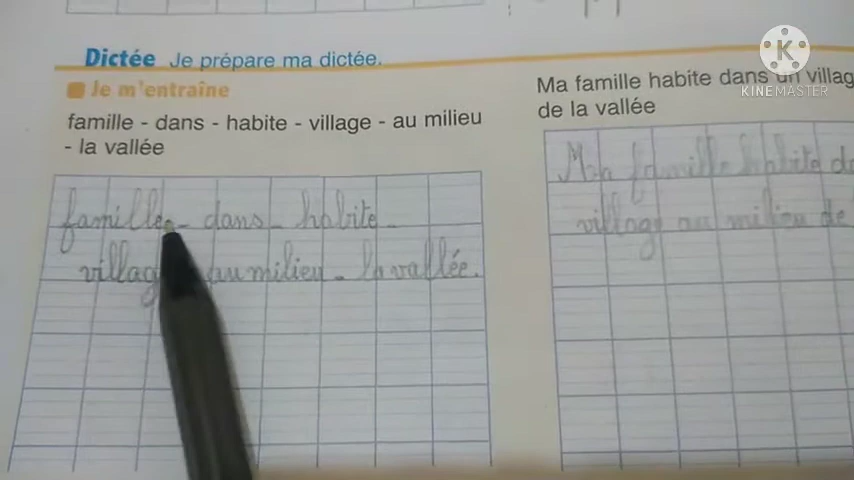 Dictée Je prépare ma dictée.
Je m'entraîne
famille - dans - habite - village - au milieu
- la vallée
famille - dans - habite -
village au milieu - la vallée.
Ma famille habite dans un villag
de la vallée
Ma famille habite d
village au milieu de
K
KINEMASTER